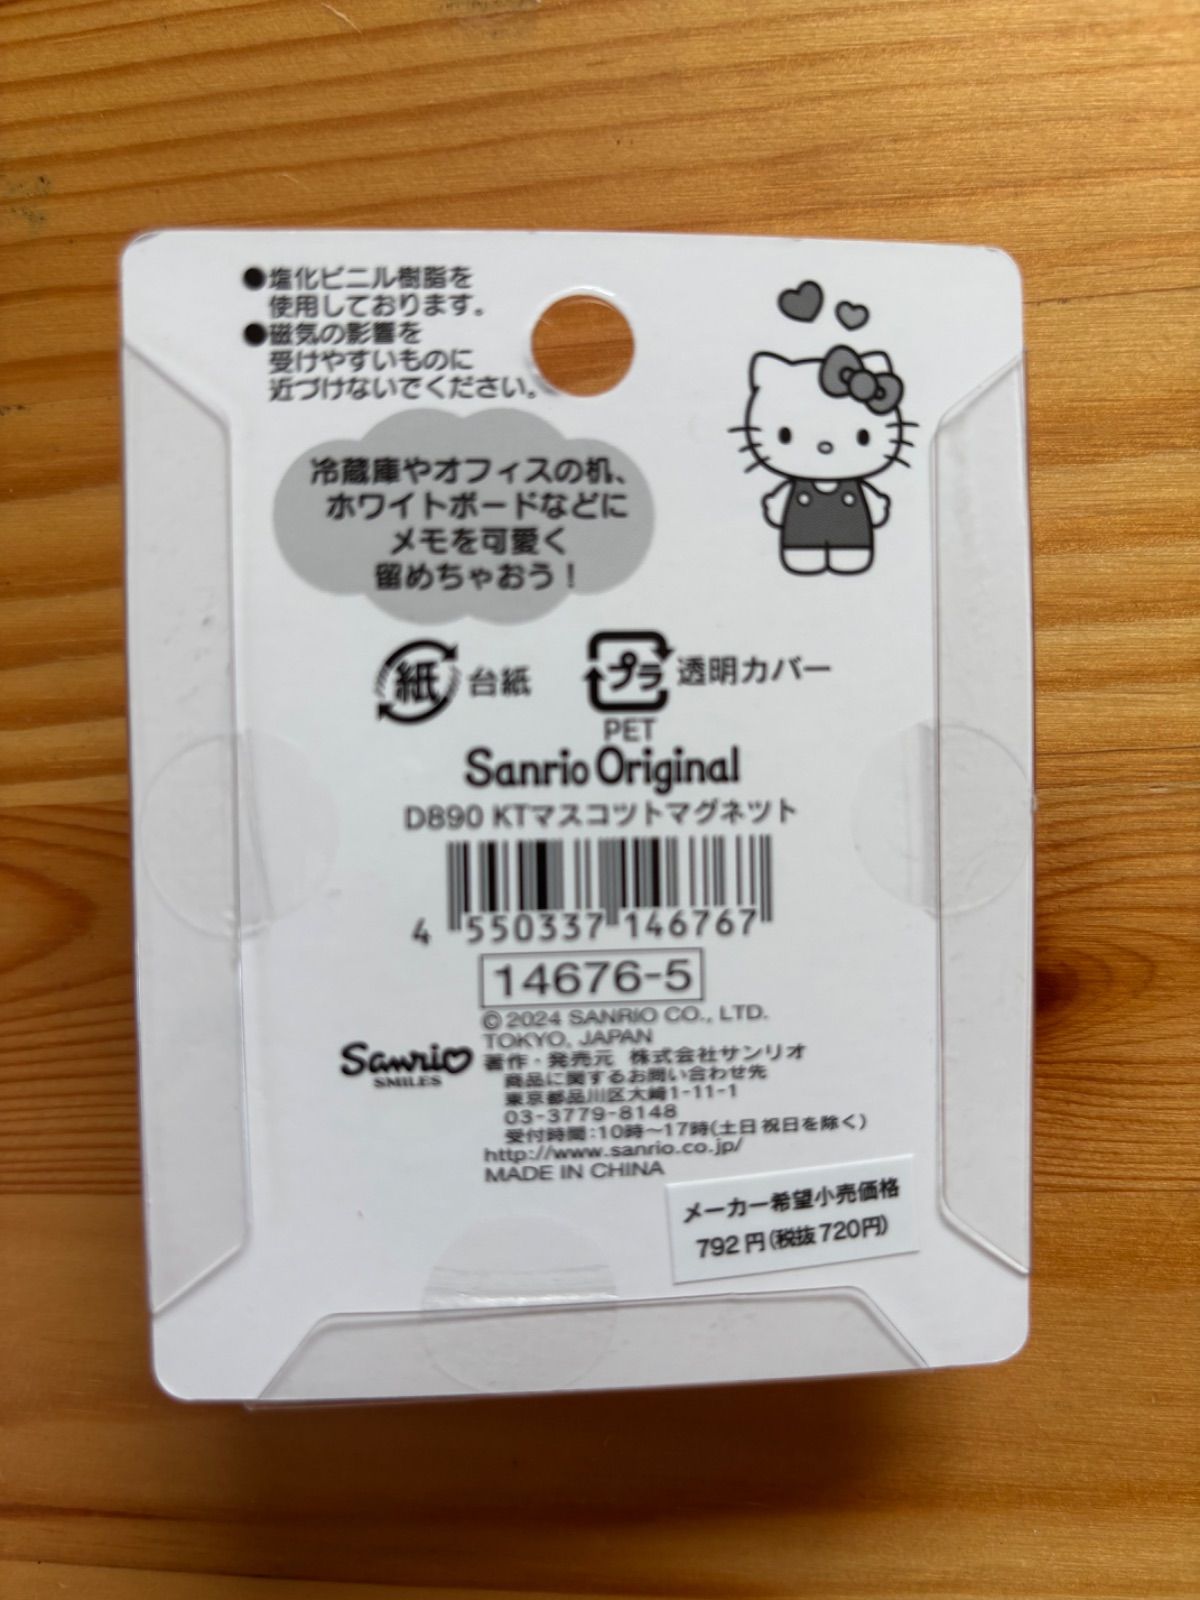 ●塩化ビニル樹脂を
使用しております。
●磁気の影響を
受けやすいものに
近づけないでください。
冷蔵庫やオフィスの机、
ホワイトボードなどに
メモを可愛く
留めちゃおう！
紙 台紙
プラ 透明カバー
PET
Sanrio Original
D890 KTマスコツトマグネツト
4 550337 146767
14676-5
© 2024 SANRIO CO., LTD.
TOKYO, JAPAN
Sanrio
SMILES
著作・発売元 株式会社サンリオ
商品に関するお問い合わせ先
東京都品川区大崎1-11-1
03-3779-8148
受付時間:10時〜17時(土日祝日を除く)
http://www.sanrio.co.jp/
MADE IN CHINA
メーカー希望小売価格
792円(税抜720円)